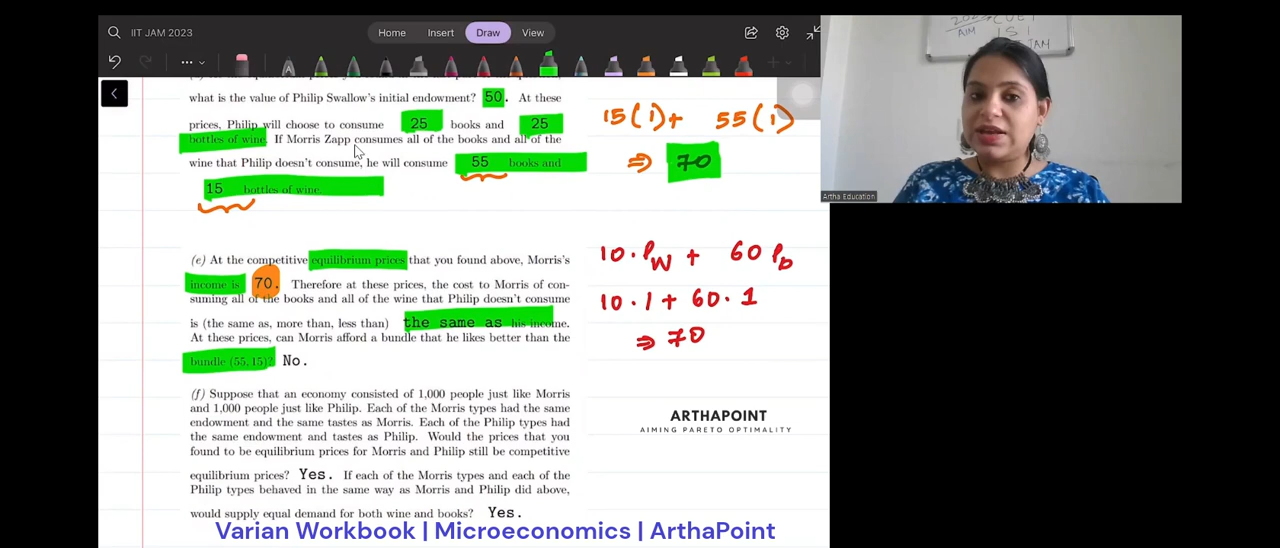 IIT JAM 2023
Home Insert Draw View
what is the value of Philip Swallow's initial endowment? 50. At these
prices, Philip will choose to consume 25 books and 25
bottles of wine. If Morris Zapp consumes all of the books and all of the
wine that Philip doesn't consume, he will consume 55 books and
15 bottles of wine.
15(1)+ 55(1)
⇒ 70
(e) At the competitive equilibrium prices that you found above, Morris's
income is 70. Therefore at these prices, the cost to Morris of con-
suming all of the books and all of the wine that Philip doesn't consume
is (the same as, more than, less than) the same as his income.
At these prices, can Morris afford a bundle that he likes better than the
bundle (55, 15)? No.
10.Pw + 60Pb
10.1+60.1
⇒ 70
(f) Suppose that an economy consisted of 1,000 people just like Morris
and 1,000 people just like Philip. Each of the Morris types had the same
endowment and the same tastes as Morris. Each of the Philip types had
the same endowment and tastes as Philip. Would the prices that you
found to be equilibrium prices for Morris and Philip still be competitive
equilibrium prices? Yes. If each of the Morris types and each of the
Philip types behaved in the same way as Morris and Philip did above,
would supply equal demand for both wine and books? Yes.
ARTHAPOINT
AIMING PARETO OPTIMALITY
Varian Workbook | Microeconomics | ArthaPoint
AIM
JAM
Artha Education